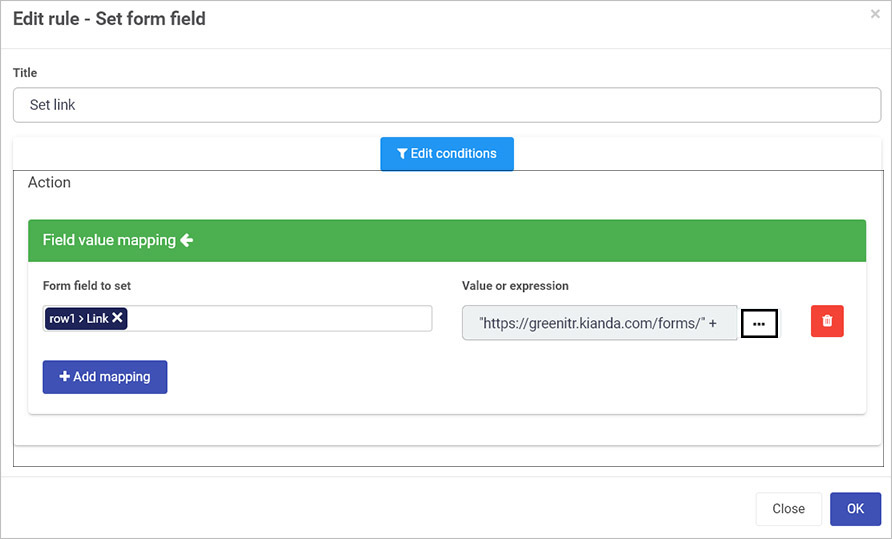 Edit rule - Set form field
Title
Set link
Edit conditions
Action
Field value mapping
Form field to set
Value or expression
row1 > Link
"https://greenitr.kianda.com/forms/" +
...
Add mapping
Close
OK